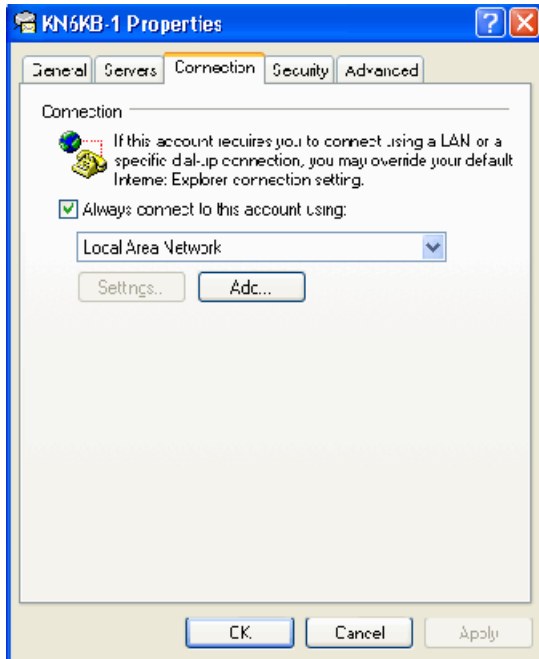 KN6KB-1 Properties
General Servers Connection Security Advanced
Connection
If this account requires you to connect using a LAN or a
specific dial-up connection, you may override your default
Internet Explorer connection setting.
Always connect to this account using:
Local Area Network
Settings... Add...
OK Cancel Apply